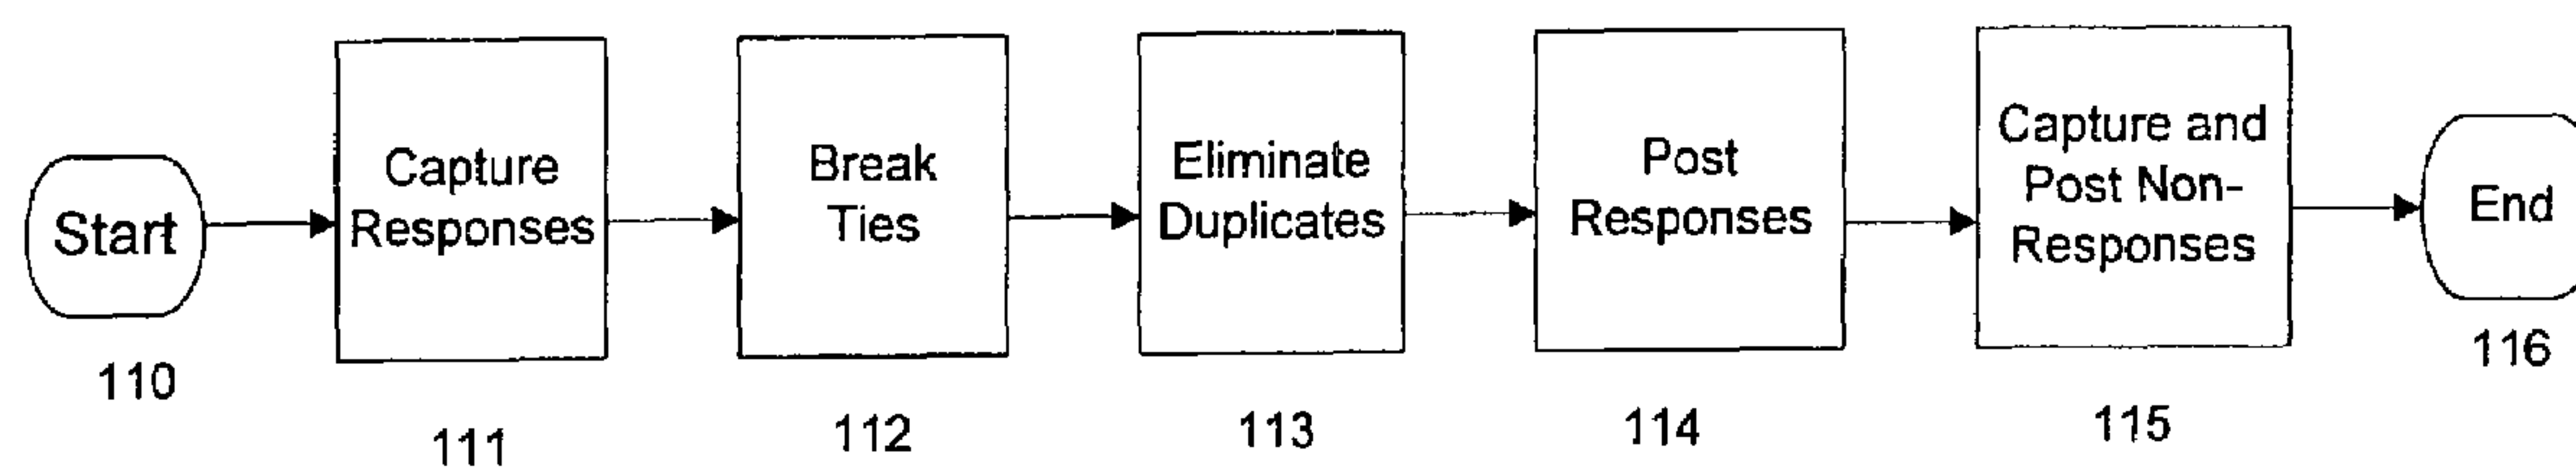 Start
110
Capture
Responses
111
Break
Ties
112
Eliminate
Duplicates
113
Post
Responses
114
Capture and
Post Non-
Responses
115
End
116